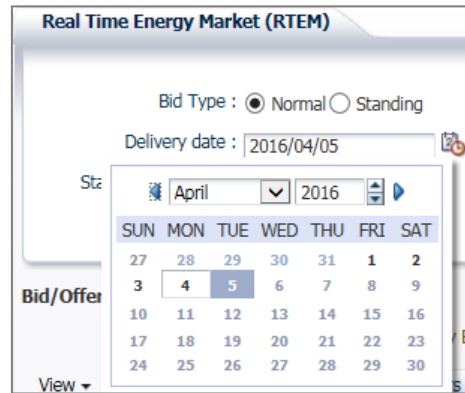 Real Time Energy Market (RTEM)
Bid Type : Normal Standing
Delivery date : 2016/04/05
Sta
April 2016
SUN MON TUE WED THU FRI SAT
27 28 29 30 31 1 2
3 4 5 6 7 8 9
10 11 12 13 14 15 16
17 18 19 20 21 22 23
24 25 26 27 28 29 30
Bid/Offer
View